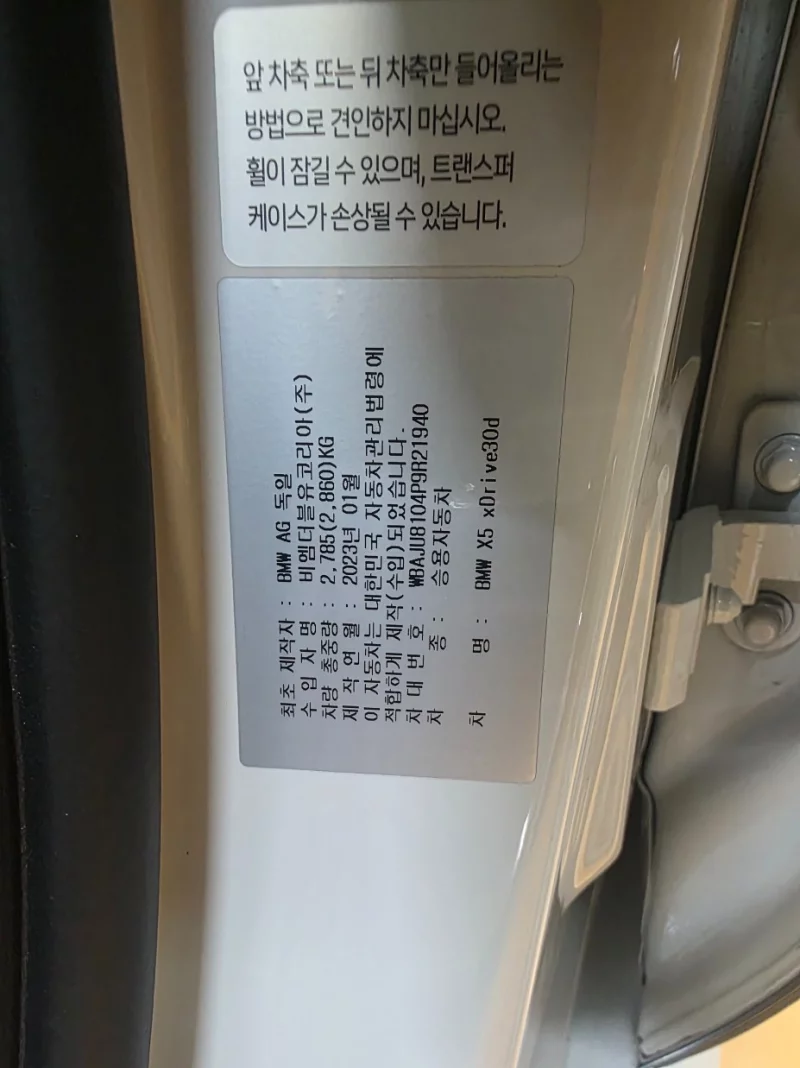 앞 차축 또는 뒤 차축만 들어올리는
방법으로 견인하지 마십시오.
휠이 잠길 수 있으며, 트랜스퍼
케이스가 손상될 수 있습니다.
최초 제작자 : BMW AG 독일
수 입 자 명 : 비엠더블유코리아(주)
차량 총중량 : 2,785(2,860)KG
제 작 연 월 : 2023년 01월
이 자동차는 대한민국 자동차관리법령에
적합하게 제작(수입)되었습니다.
차 대 번 호 : WBAJU8104P9R21940
차 종 : 승용자동차
차 명 : BMW X5 xDrive30d